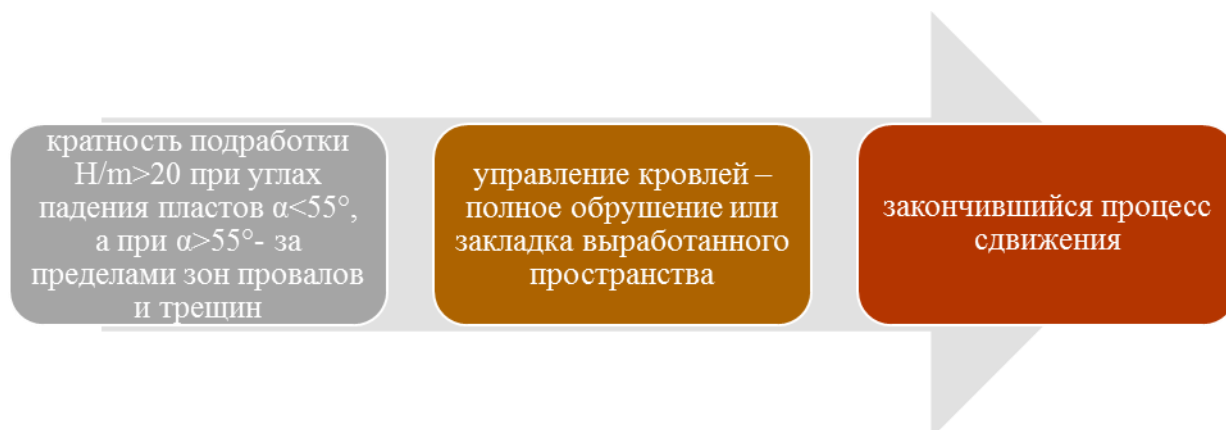 кратность подработки
H/m>20 при углах
падения пластов α<55°,
а при α>55°- за
пределами зон провалов
и трещин
управление кровлей –
полное обрушение или
закладка выработанного
пространства
закончившийся процесс
сдвижения